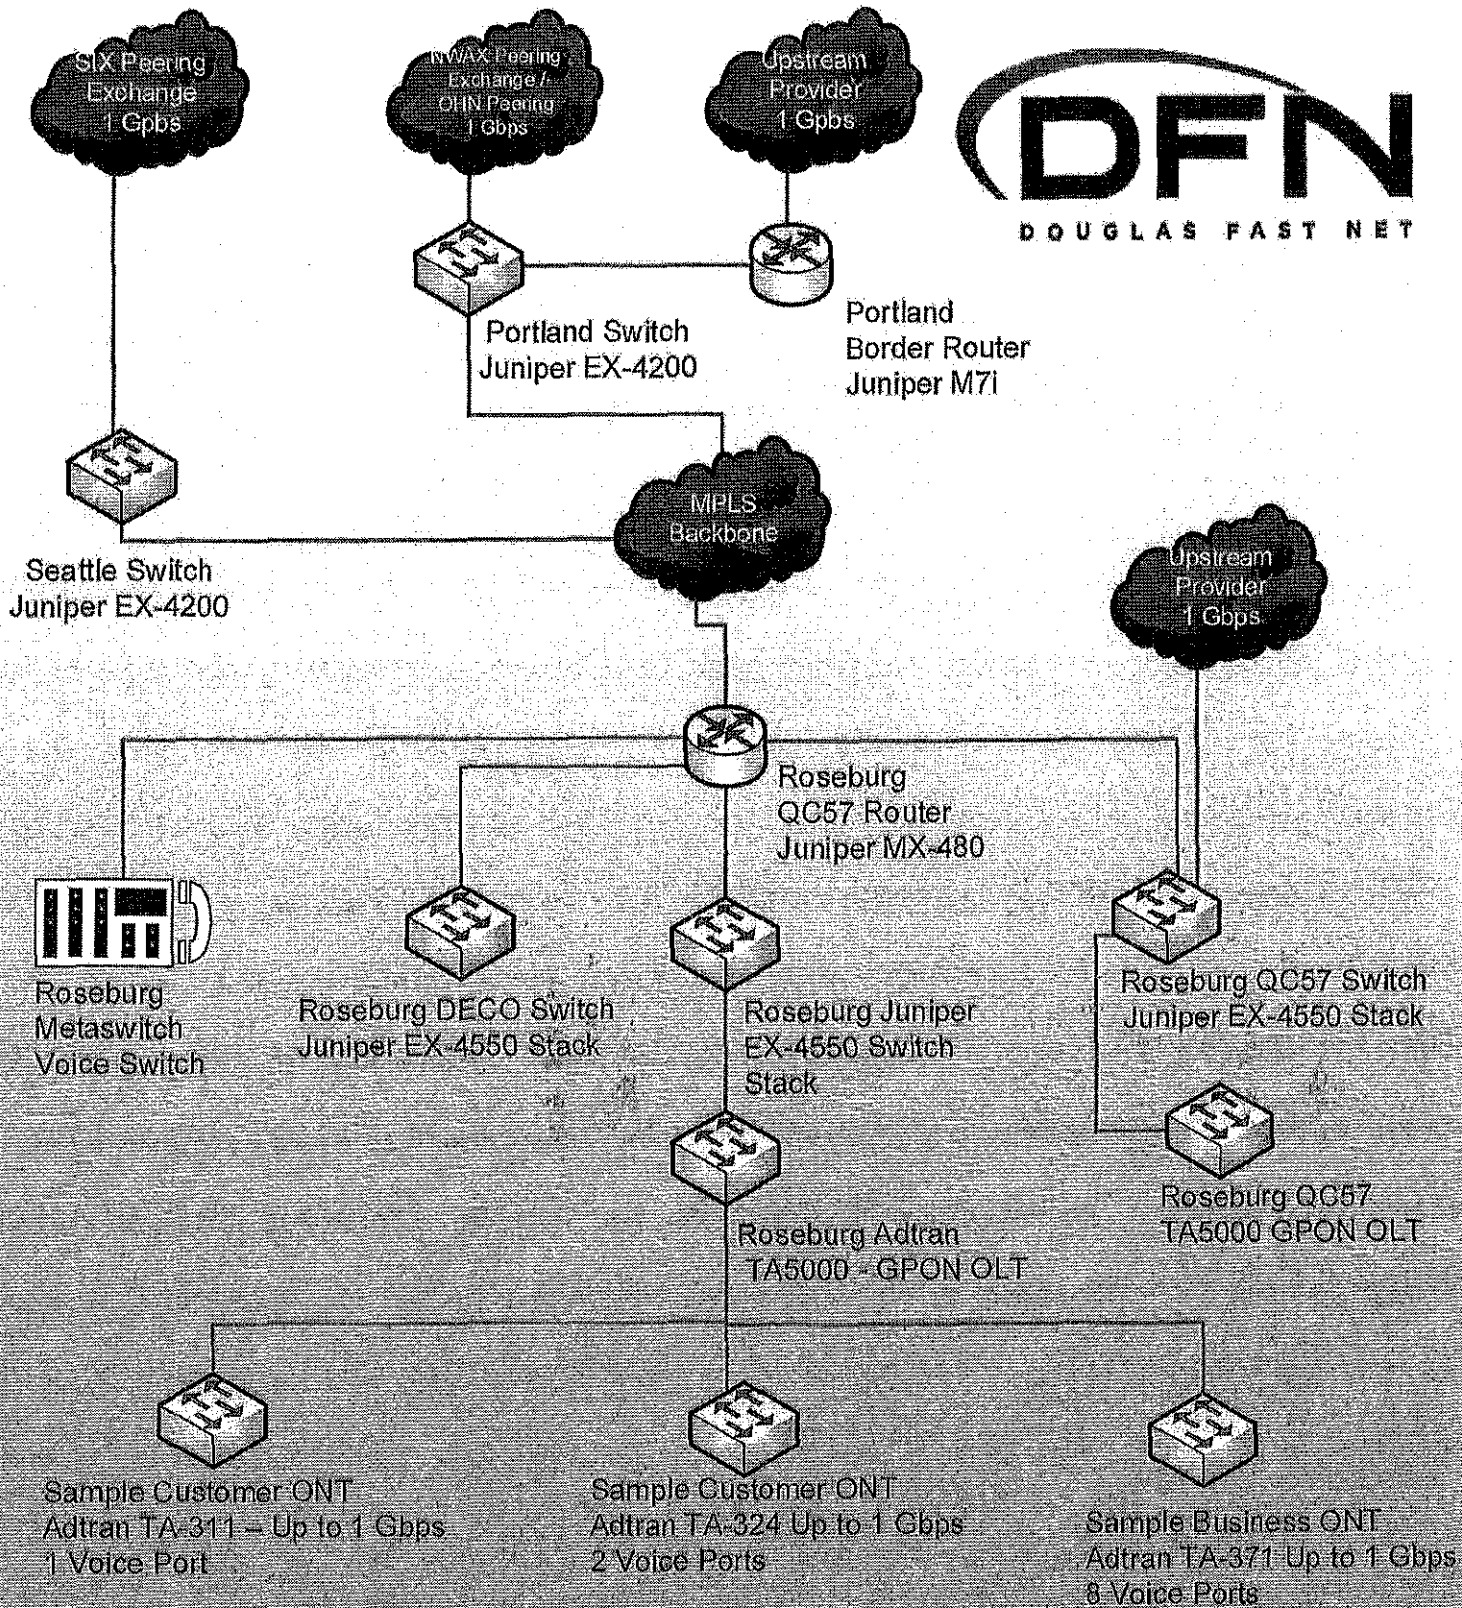 SIX Peering
Exchange
1 Gpbs
NWAX Peering
Exchange /
OHN Peering
1 Gbps
Upstream
Provider
1 Gpbs
DFN
DOUGLAS FAST NET
Portland Switch
Juniper EX-4200
Portland
Border Router
Juniper M7i
MPLS
Backbone
Seattle Switch
Juniper EX-4200
Upstream
Provider
1 Gbps
Roseburg
QC57 Router
Juniper MX-480
Roseburg
Metaswitch
Voice Switch
Roseburg DECO Switch
Juniper EX-4550 Stack
Roseburg Juniper
EX-4550 Switch
Stack
Roseburg QC57 Switch
Juniper EX-4550 Stack
Roseburg QC57
TA5000 GPON OLT
Roseburg Adtran
TA5000 - GPON OLT
Sample Customer ONT
Adtran TA-311 – Up to 1 Gbps
1 Voice Port
Sample Customer ONT
Adtran TA-324 Up to 1 Gbps
2 Voice Ports
Sample Business ONT
Adtran TA-371 Up to 1 Gbps
8 Voice Ports